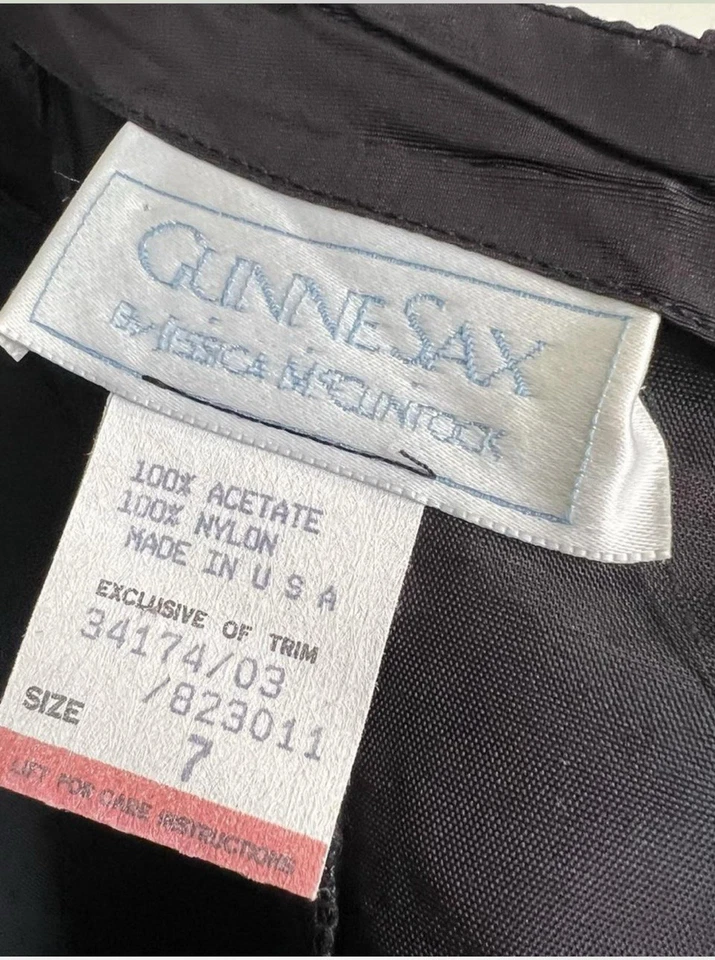 GUNNE SAX
BY JESSICA MCCLINTOCK
100% ACETATE
100% NYLON
MADE IN U S A
EXCLUSIVE OF TRIM
34174/03
/823011
SIZE
7
LIFT FOR CARE INSTRUCTIONS